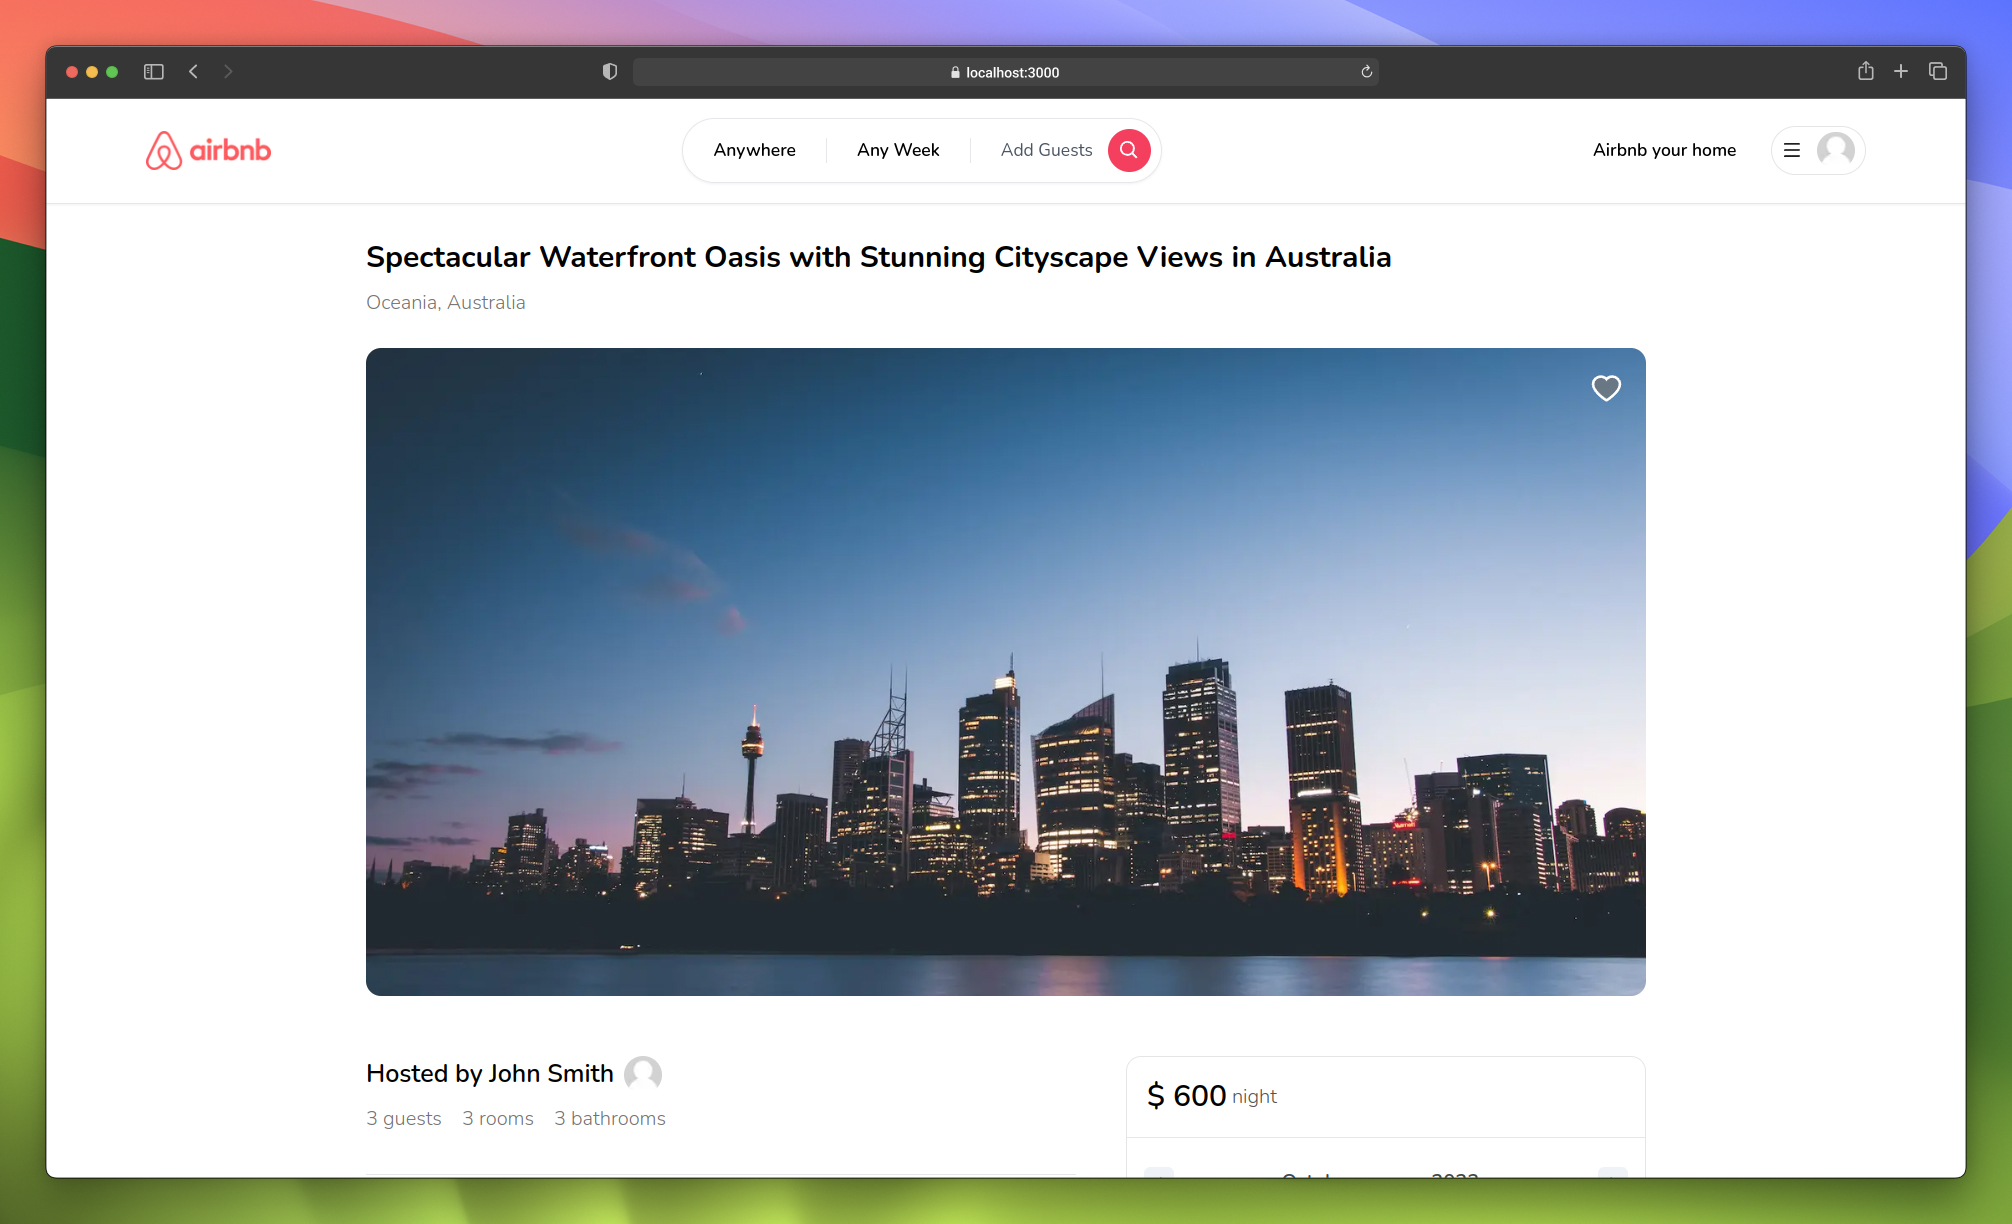 localhost:3000
airbnb
Anywhere
Any Week
Add Guests
Airbnb your home
Spectacular Waterfront Oasis with Stunning Cityscape Views in Australia
Oceania, Australia
Hosted by John Smith
3 guests 3 rooms 3 bathrooms
$ 600 night